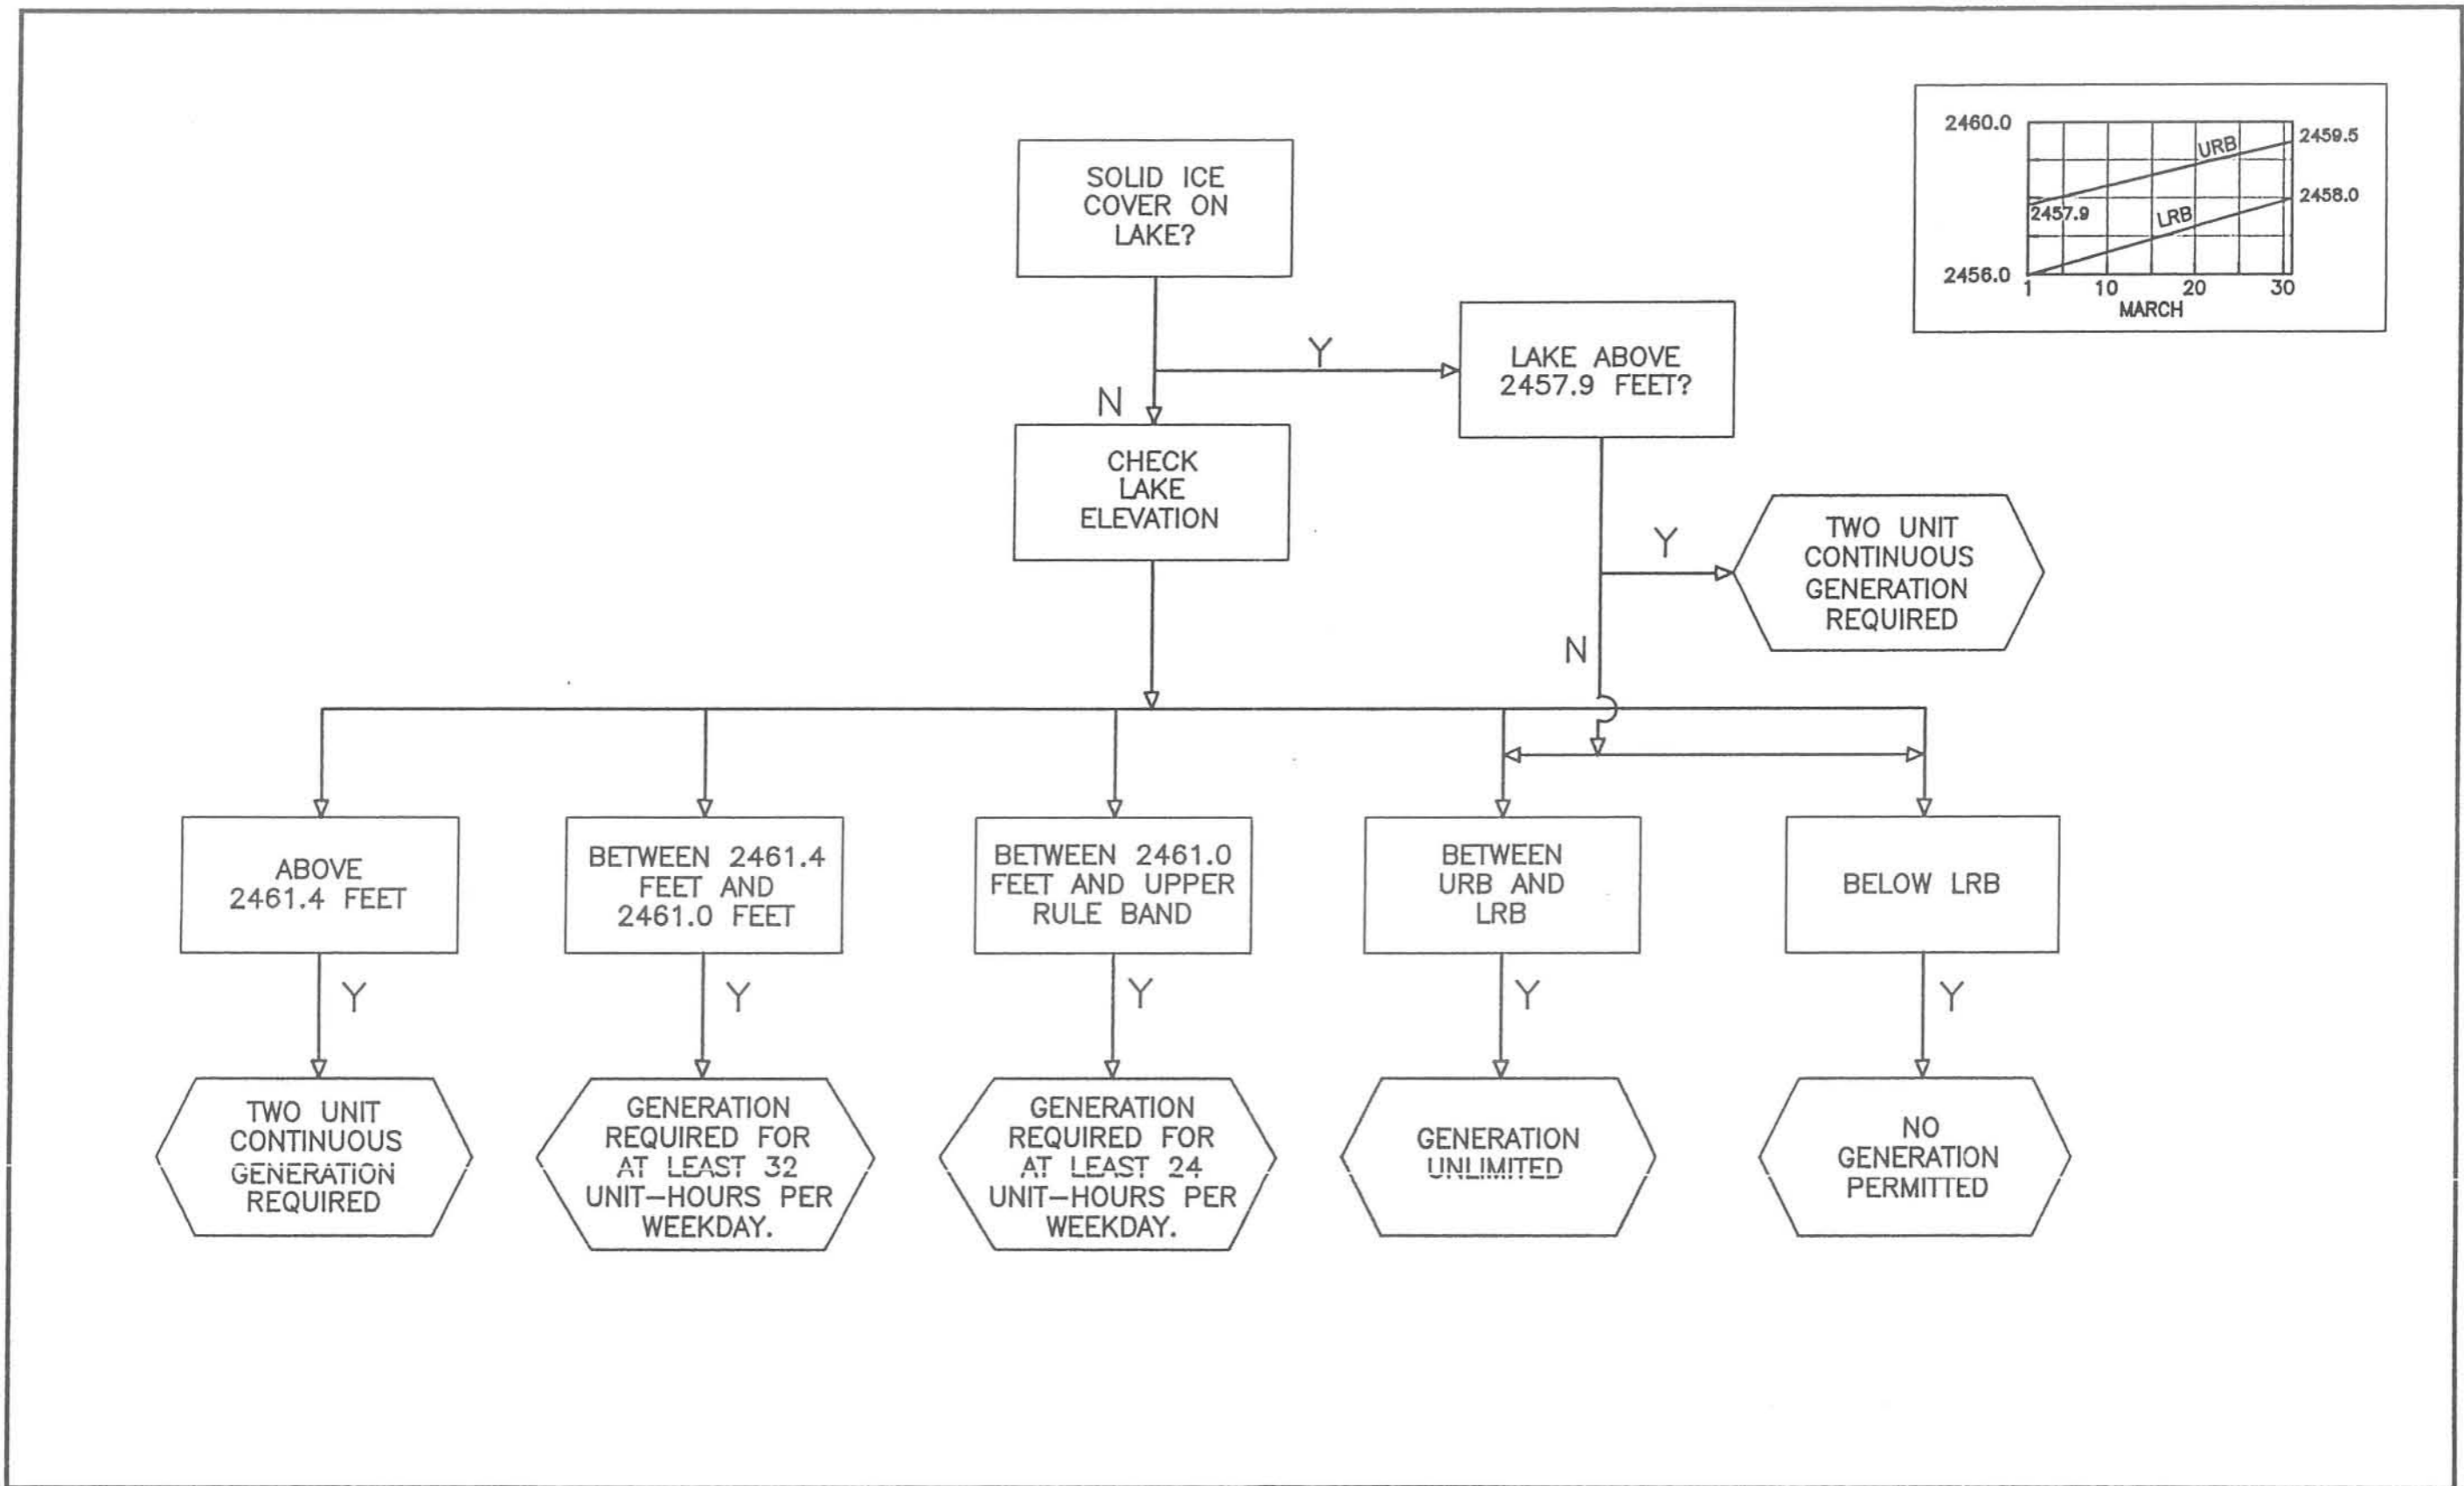 SOLID ICE
COVER ON
LAKE?
2460.0
URB
2459.5
2457.9
LRB
2458.0
2456.0
1 10 20 30
MARCH
Y
LAKE ABOVE
2457.9 FEET?
N
CHECK
LAKE
ELEVATION
Y
TWO UNIT
CONTINUOUS
GENERATION
REQUIRED
N
ABOVE
2461.4 FEET
BETWEEN 2461.4
FEET AND
2461.0 FEET
BETWEEN 2461.0
FEET AND UPPER
RULE BAND
BETWEEN
URB AND
LRB
BELOW LRB
Y
Y
Y
Y
Y
TWO UNIT
CONTINUOUS
GENERATION
REQUIRED
GENERATION
REQUIRED FOR
AT LEAST 32
UNIT-HOURS PER
WEEKDAY.
GENERATION
REQUIRED FOR
AT LEAST 24
UNIT-HOURS PER
WEEKDAY.
GENERATION
UNLIMITED
NO
GENERATION
PERMITTED